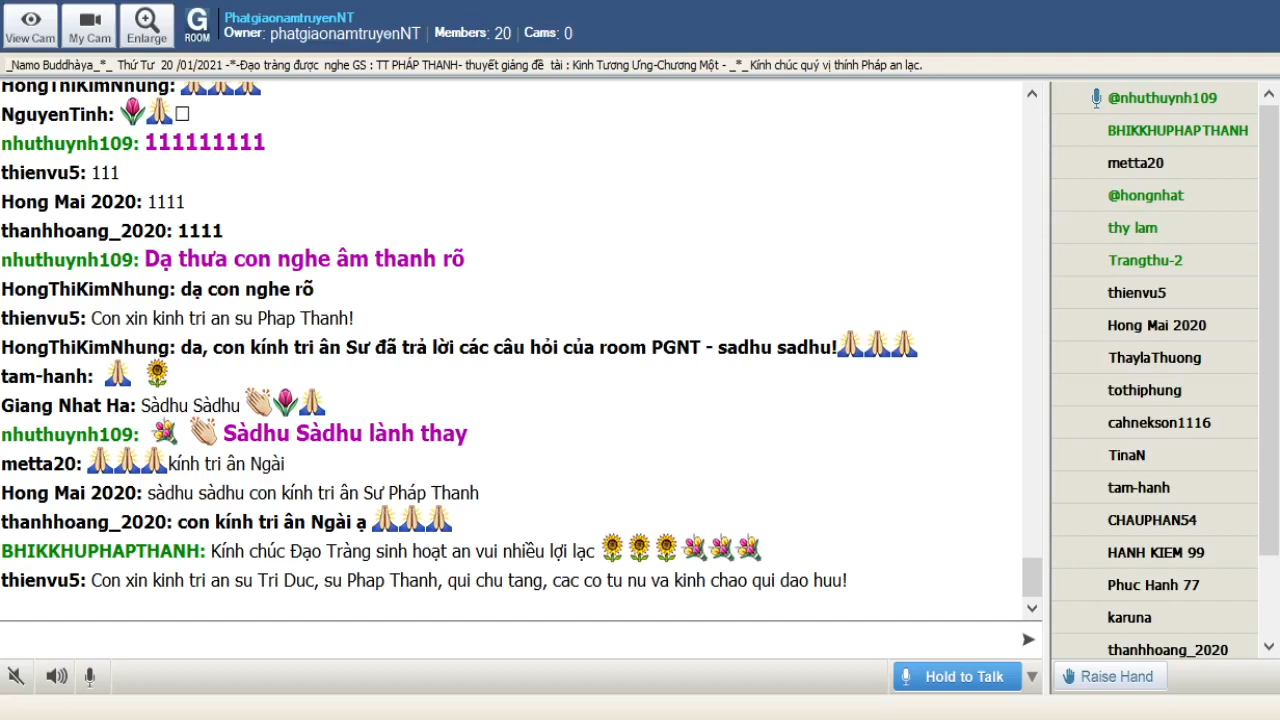 View Cam
My Cam
Enlarge
G
ROOM
PhatgiaonamtruyenNT
Owner: phatgiaonamtruyenNT | Members: 20 | Cams: 0
_Namo Buddhàya_*_ Thứ Tư 20 /01/2021 -*-Đạo tràng được nghe GS : TT PHÁP THANH- thuyết giảng đề tài : Kinh Tương Ưng-Chương Một - _*_Kính chúc quý vị thính Pháp an lạc.
HongThiKimNhung: 🙏🙏🙏
NguyenTinh: 🌷🙏□
nhuthuynh109: 111111111
thienvu5: 111
Hong Mai 2020: 1111
thanhhoang_2020: 1111
nhuthuynh109: Dạ thưa con nghe âm thanh rõ
HongThiKimNhung: dạ con nghe rõ
thienvu5: Con xin kinh tri an su Phap Thanh!
HongThiKimNhung: da, con kính tri ân Sư đã trả lời các câu hỏi của room PGNT - sadhu sadhu!🙏🙏🙏
tam-hanh: 🙏 🌻
Giang Nhat Ha: Sàdhu Sàdhu 👏🌷🙏
nhuthuynh109: 💐 👏 Sàdhu Sàdhu lành thay
metta20: 🙏🙏🙏kính tri ân Ngài
Hong Mai 2020: sàdhu sàdhu con kính tri ân Sư Pháp Thanh
thanhhoang_2020: con kính tri ân Ngài ạ 🙏🙏🙏
BHIKKHUPHAPTHANH: Kính chúc Đạo Tràng sinh hoạt an vui nhiều lợi lạc 🌻🌻🌻💐💐💐
thienvu5: Con xin kinh tri an su Tri Duc, su Phap Thanh, qui chu tang, cac co tu nu va kinh chao qui dao huu!
Hold to Talk
@nhuthuynh109
BHIKKHUPHAPTHANH
metta20
@hongnhat
thy lam
Trangthu-2
thienvu5
Hong Mai 2020
ThaylaThuong
tothiphung
cahnekson1116
TinaN
tam-hanh
CHAUPHAN54
HANH KIEM 99
Phuc Hanh 77
karuna
thanhhoang_2020
Raise Hand